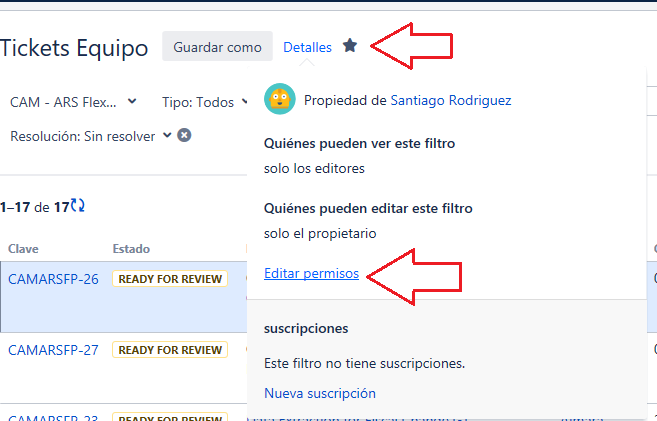 Tickets Equipo Guardar como Detalles
CAM - ARS Flex... Tipo: Todos
Resolución: Sin resolver
Propiedad de Santiago Rodriguez
Quiénes pueden ver este filtro
solo los editores
Quiénes pueden editar este filtro
solo el propietario
Editar permisos
suscripciones
Este filtro no tiene suscripciones.
Nueva suscripción
1–17 de 17
Clave Estado
CAMARSFP-26 READY FOR REVIEW
CAMARSFP-27 READY FOR REVIEW